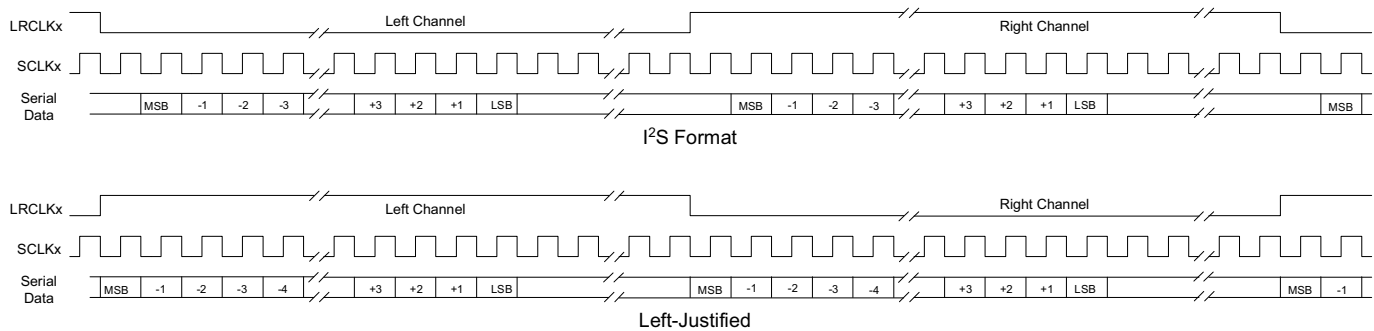 LRCLKx Left Channel Right Channel
SCLKx
Serial Data MSB -1 -2 -3 +3 +2 +1 LSB MSB -1 -2 -3 +3 +2 +1 LSB MSB
I²S Format
LRCLKx Left Channel Right Channel
SCLKx
Serial Data MSB -1 -2 -3 -4 +3 +2 +1 LSB MSB -1 -2 -3 -4 +3 +2 +1 LSB MSB -1
Left-Justified